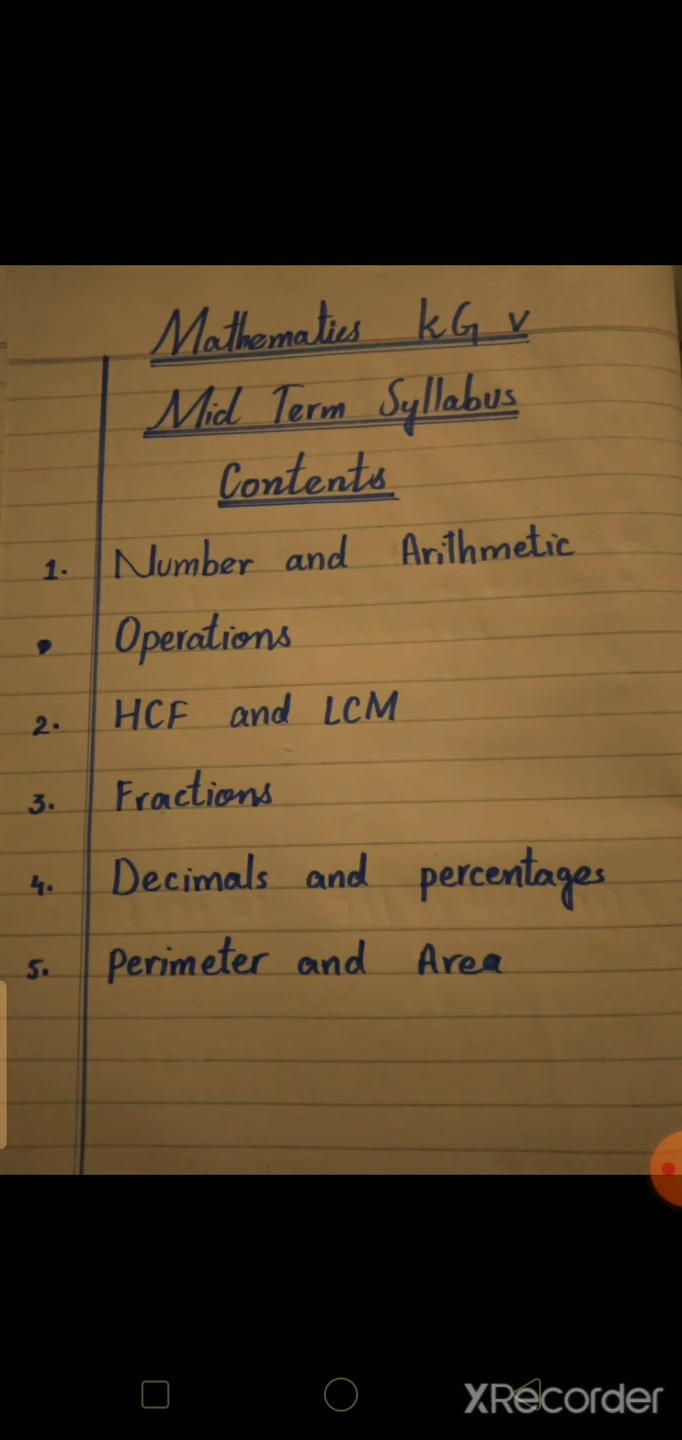 Mathematics KG V
Mid Term Syllabus
Contents
1. Number and Arithmetic
• Operations
2. HCF and LCM
3. Fractions
4. Decimals and percentages
5. Perimeter and Area
XRecorder